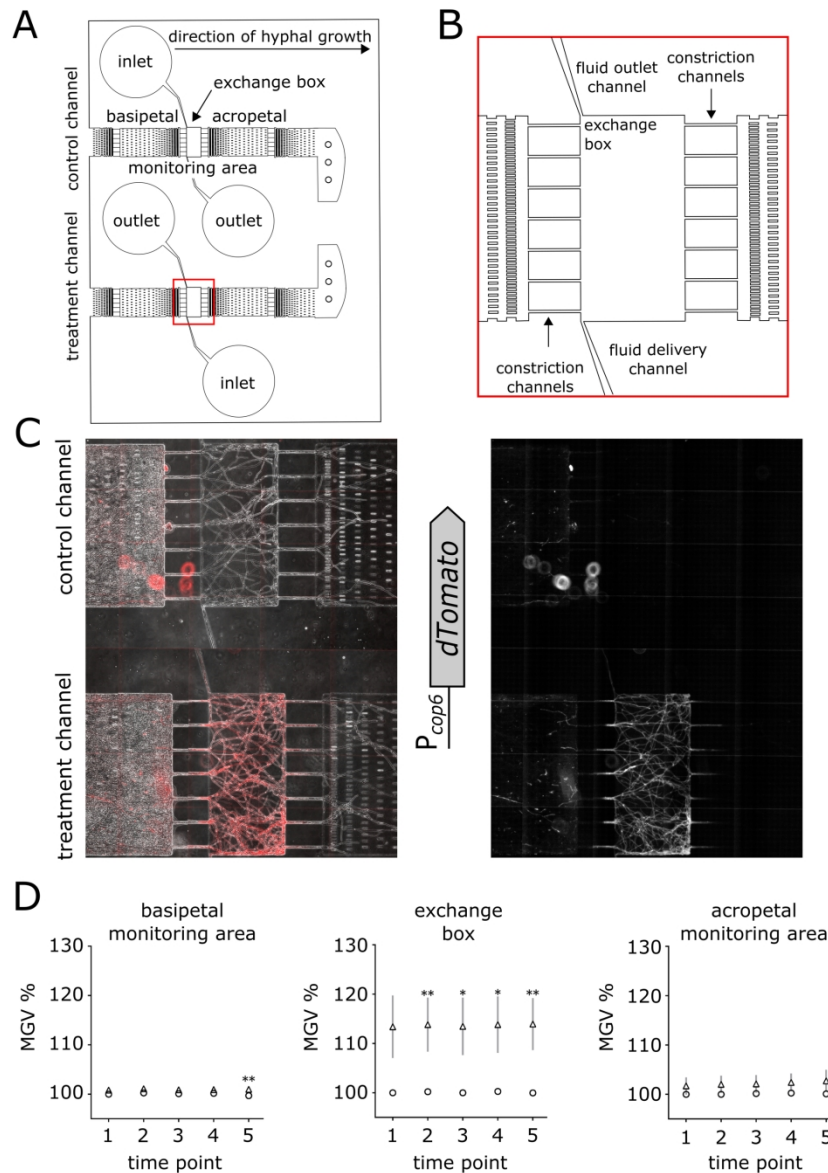 A
direction of hyphal growth
inlet
exchange box
control channel
basipetal
acropetal
monitoring area
outlet
outlet
treatment channel
inlet
B
fluid outlet
channel
constriction
channels
exchange
box
constriction
channels
fluid delivery
channel
C
control channel
treatment channel
Pcop6
dTomato
D
basipetal
monitoring area
MGV %
130
120
110
100
**
1 2 3 4 5
time point
exchange
box
MGV %
130
120
110
100
** * * **
1 2 3 4 5
time point
acropetal
monitoring area
MGV %
130
120
110
100
1 2 3 4 5
time point